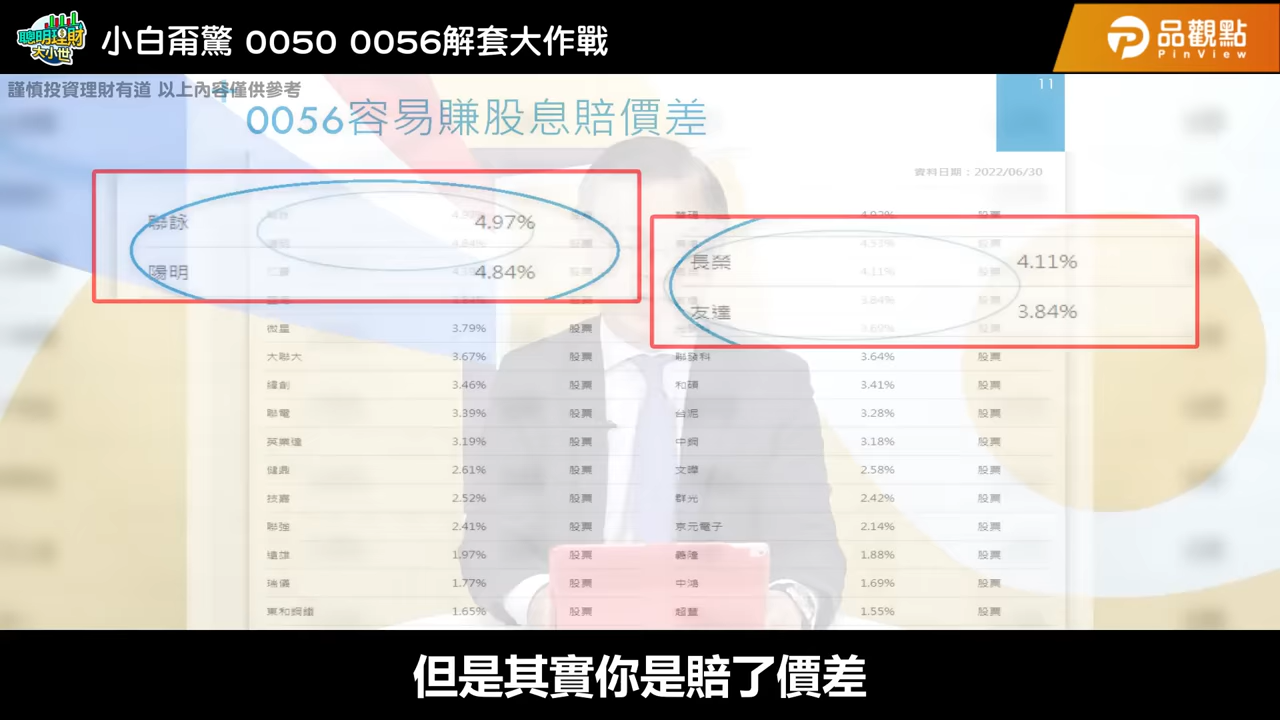 聰明理財
大小世
小白甭驚 0050 0056解套大作戰
品觀點
PinView
謹慎投資理財有道 以上內容僅供參考
11
0056容易賺股息賠價差
資料日期：2022/06/30
聯詠 4.97%
陽明 4.84%
長榮 4.11%
友達 3.84%
微星 3.79% 股票
大聯大 3.67% 股票 聯發科 3.64% 股票
緯創 3.46% 股票 和碩 3.41% 股票
聯電 3.39% 股票 台泥 3.28% 股票
英業達 3.19% 股票 中鋼 3.18% 股票
健鼎 2.61% 股票 文曄 2.58% 股票
技嘉 2.52% 股票 群光 2.42% 股票
聯強 2.41% 股票 京元電子 2.14% 股票
遠雄 1.97% 股票 義隆 1.88% 股票
瑞儀 1.77% 股票 中鴻 1.69% 股票
東和鋼鐵 1.65% 股票 超豐 1.55% 股票
但是其實你是賠了價差